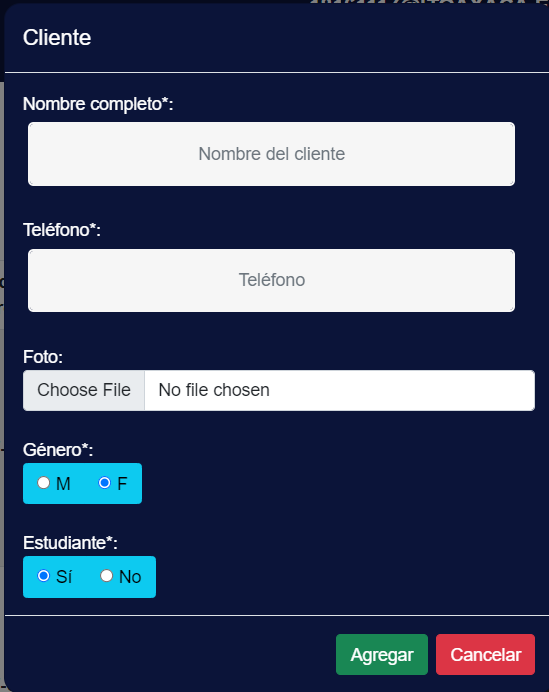 Cliente
Nombre completo*:
Nombre del cliente
Teléfono*:
Teléfono
Foto:
Choose File No file chosen
Género*:
M F
Estudiante*:
Sí No
Agregar Cancelar